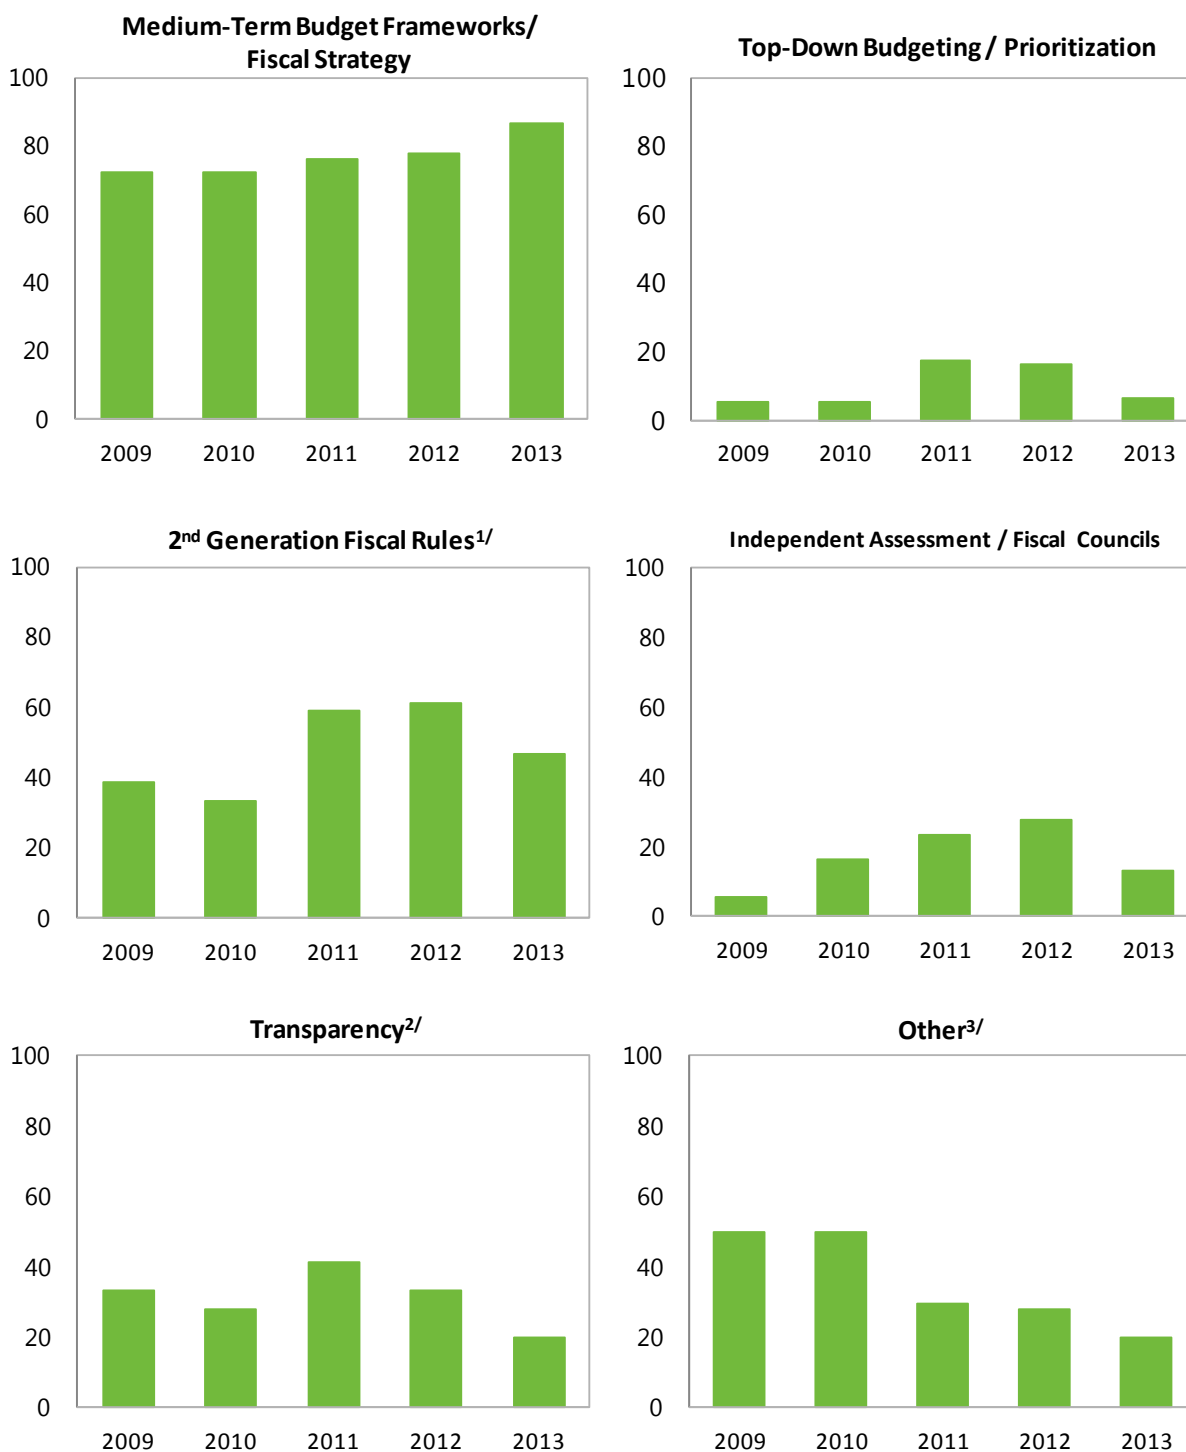 Medium-Term Budget Frameworks/
Fiscal Strategy
100
80
60
40
20
0
2009 2010 2011 2012 2013
Top-Down Budgeting / Prioritization
100
80
60
40
20
0
2009 2010 2011 2012 2013
2nd Generation Fiscal Rules1/
100
80
60
40
20
0
2009 2010 2011 2012 2013
Independent Assessment / Fiscal Councils
100
80
60
40
20
0
2009 2010 2011 2012 2013
Transparency2/
100
80
60
40
20
0
2009 2010 2011 2012 2013
Other3/
100
80
60
40
20
0
2009 2010 2011 2012 2013